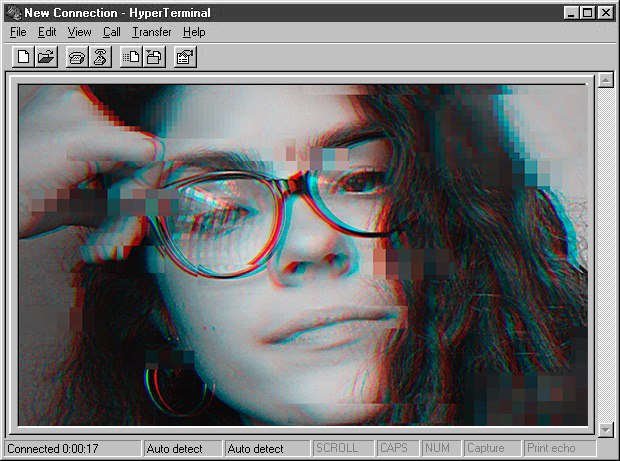 New Connection - HyperTerminal
File Edit View Call Transfer Help
Connected 0:00:17 Auto detect Auto detect SCROLL CAPS NUM Capture Print echo